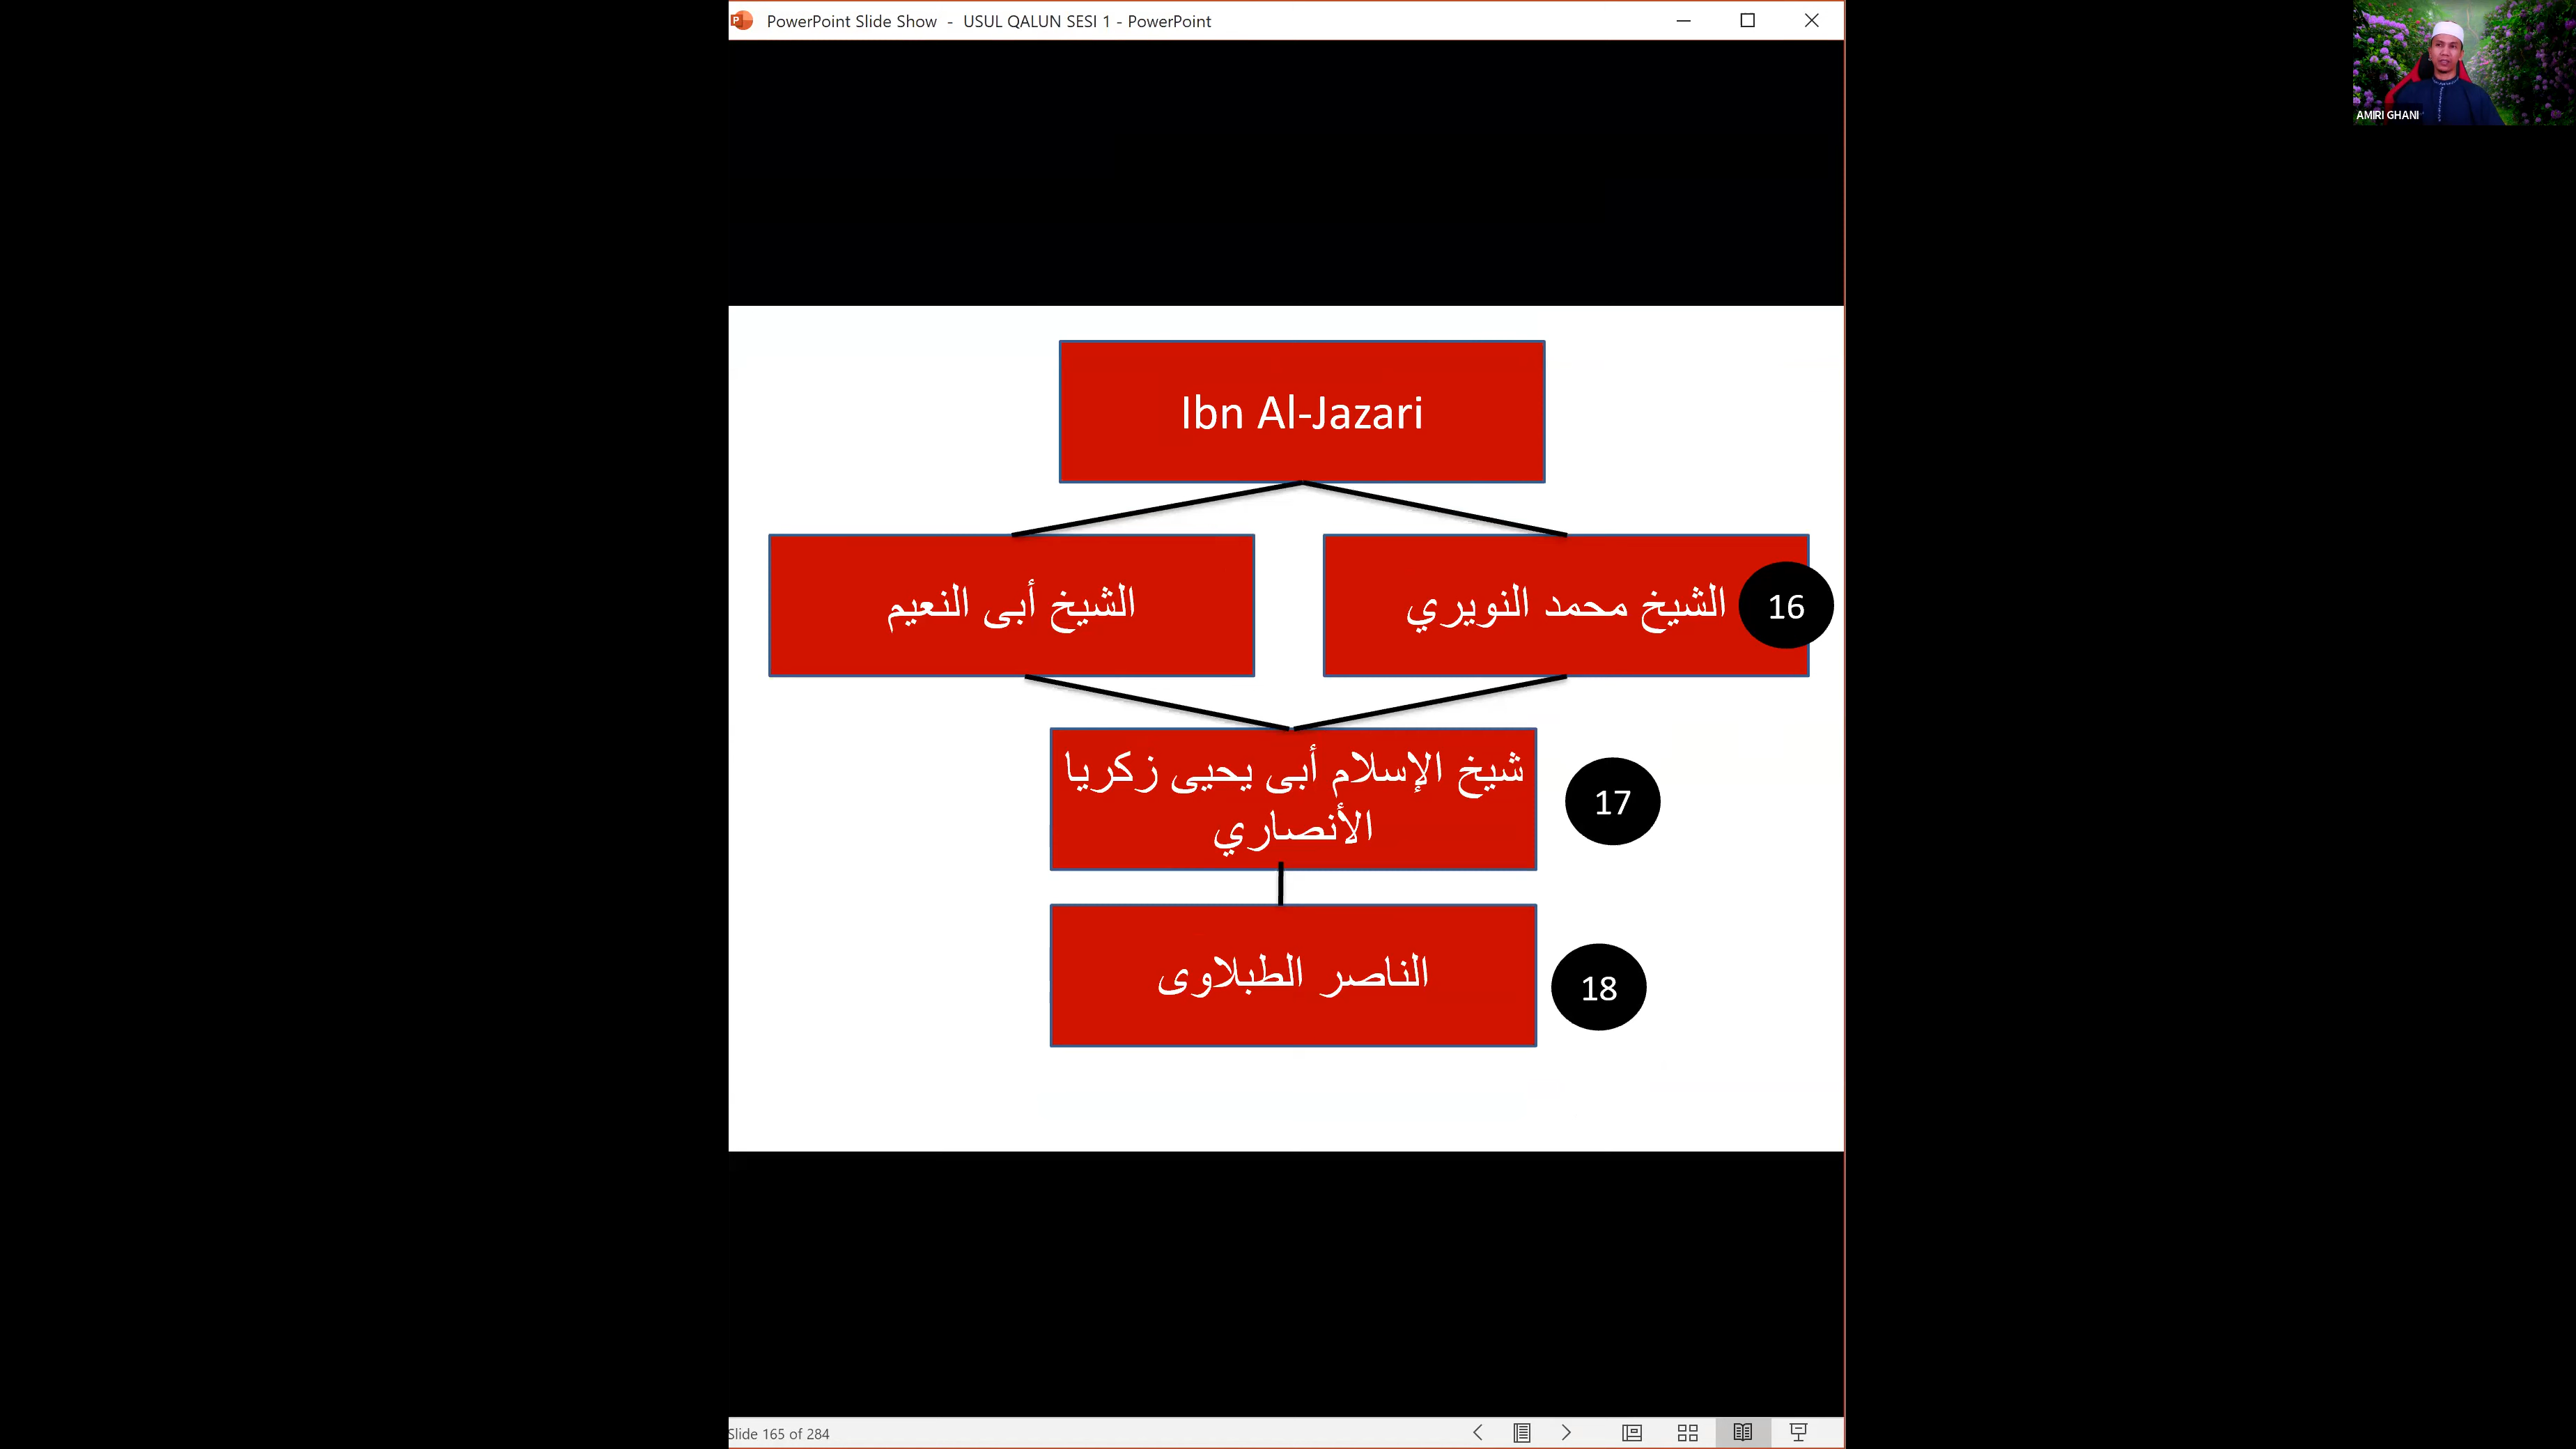 PowerPoint Slide Show - USUL QALUN SESI 1 - PowerPoint
AMIRI GHANI
Ibn Al-Jazari
الشيخ أبى النعيم
الشيخ محمد النويري
16
شيخ الإسلام أبى يحيى زكريا
الأنصاري
17
الناصر الطبلاوى
18
Slide 165 of 284